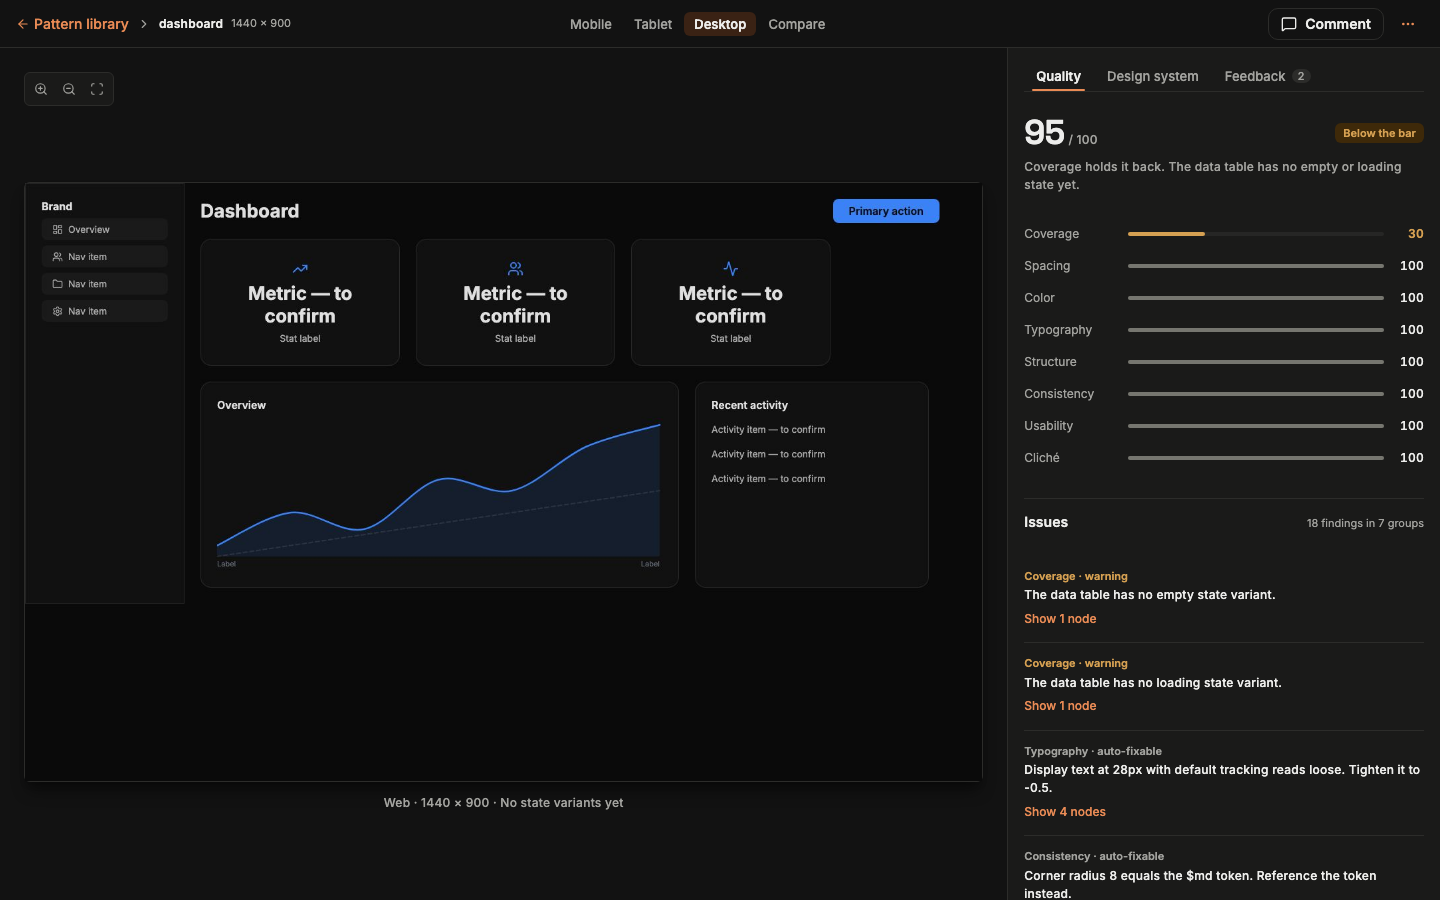 Pattern library
dashboard
1440 × 900
Mobile
Tablet
Desktop
Compare
Comment
Brand
Overview
Nav item
Nav item
Nav item
Dashboard
Primary action
Metric — to
confirm
Stat label
Metric — to
confirm
Stat label
Metric — to
confirm
Stat label
Overview
Label
Label
Recent activity
Activity item — to confirm
Activity item — to confirm
Activity item — to confirm
Web · 1440 × 900 · No state variants yet
Quality
Design system
Feedback 2
95 / 100
Below the bar
Coverage holds it back. The data table has no empty or loading
state yet.
Coverage 30
Spacing 100
Color 100
Typography 100
Structure 100
Consistency 100
Usability 100
Cliché 100
Issues
18 findings in 7 groups
Coverage · warning
The data table has no empty state variant.
Show 1 node
Coverage · warning
The data table has no loading state variant.
Show 1 node
Typography · auto-fixable
Display text at 28px with default tracking reads loose. Tighten it to
-0.5.
Show 4 nodes
Consistency · auto-fixable
Corner radius 8 equals the $md token. Reference the token
instead.